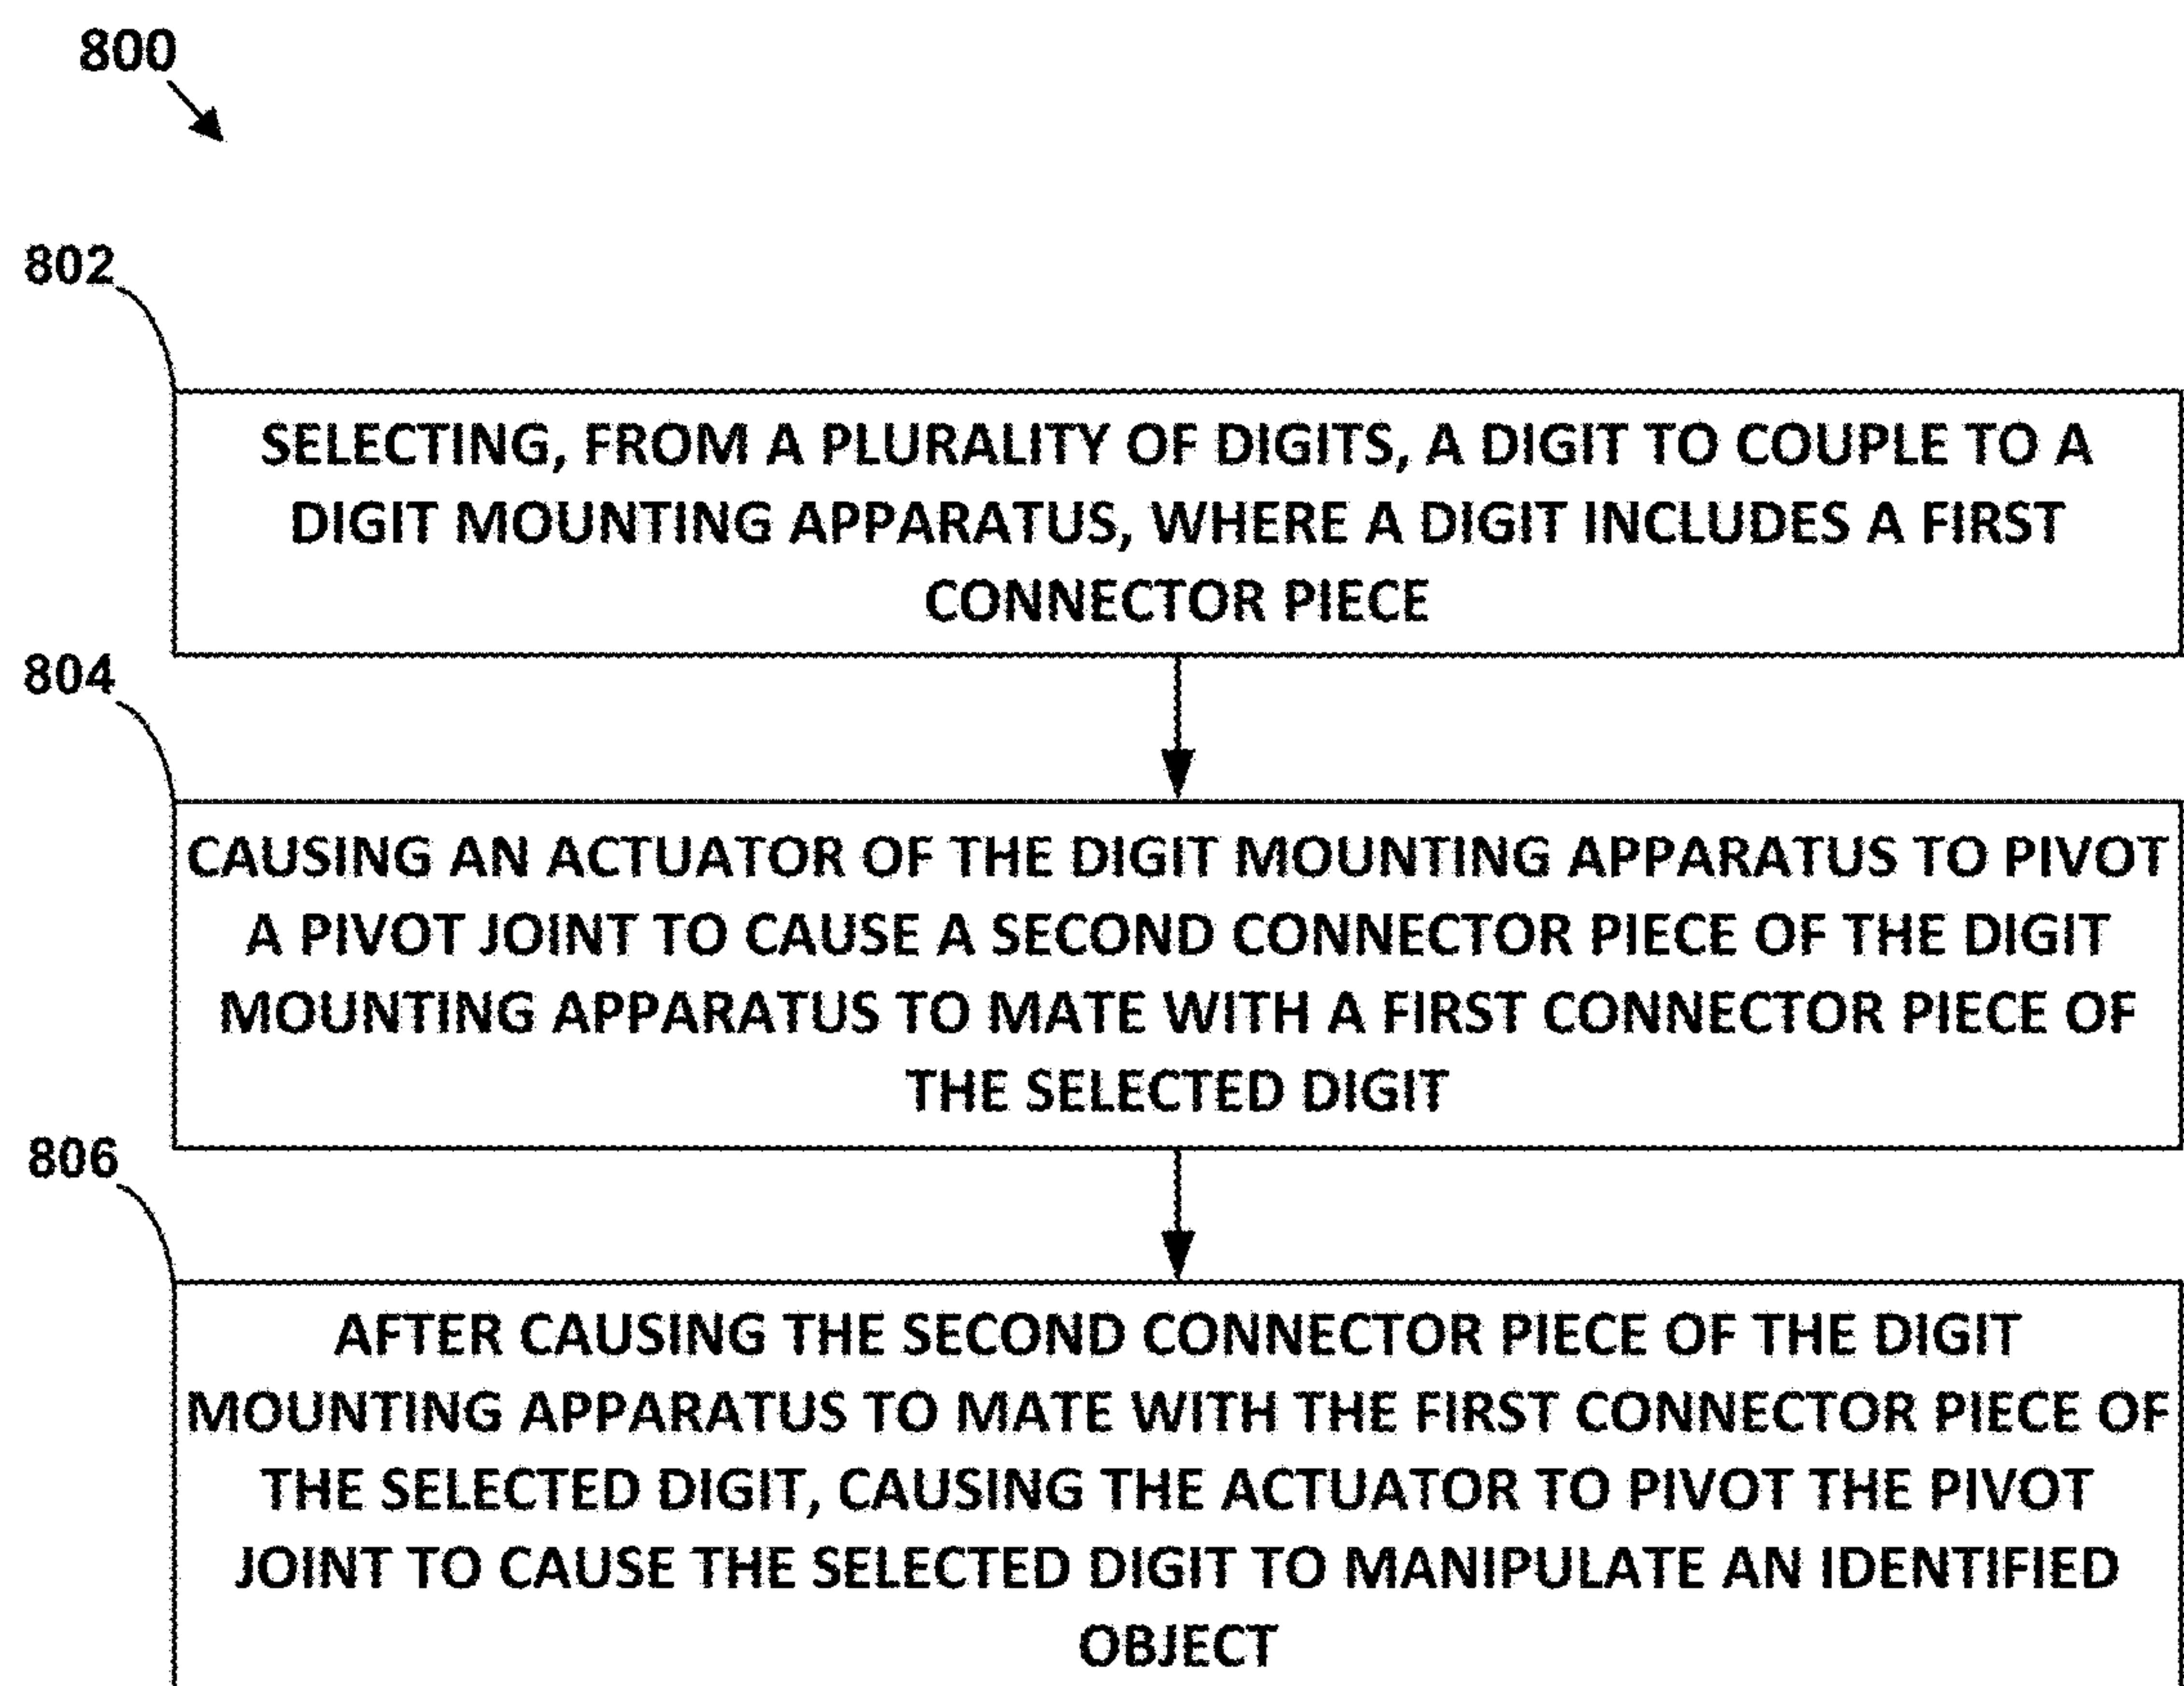 800
802
SELECTING, FROM A PLURALITY OF DIGITS, A DIGIT TO COUPLE TO A
DIGIT MOUNTING APPARATUS, WHERE A DIGIT INCLUDES A FIRST
CONNECTOR PIECE
804
CAUSING AN ACTUATOR OF THE DIGIT MOUNTING APPARATUS TO PIVOT
A PIVOT JOINT TO CAUSE A SECOND CONNECTOR PIECE OF THE DIGIT
MOUNTING APPARATUS TO MATE WITH A FIRST CONNECTOR PIECE OF
THE SELECTED DIGIT
806
AFTER CAUSING THE SECOND CONNECTOR PIECE OF THE DIGIT
MOUNTING APPARATUS TO MATE WITH THE FIRST CONNECTOR PIECE OF
THE SELECTED DIGIT, CAUSING THE ACTUATOR TO PIVOT THE PIVOT
JOINT TO CAUSE THE SELECTED DIGIT TO MANIPULATE AN IDENTIFIED
OBJECT